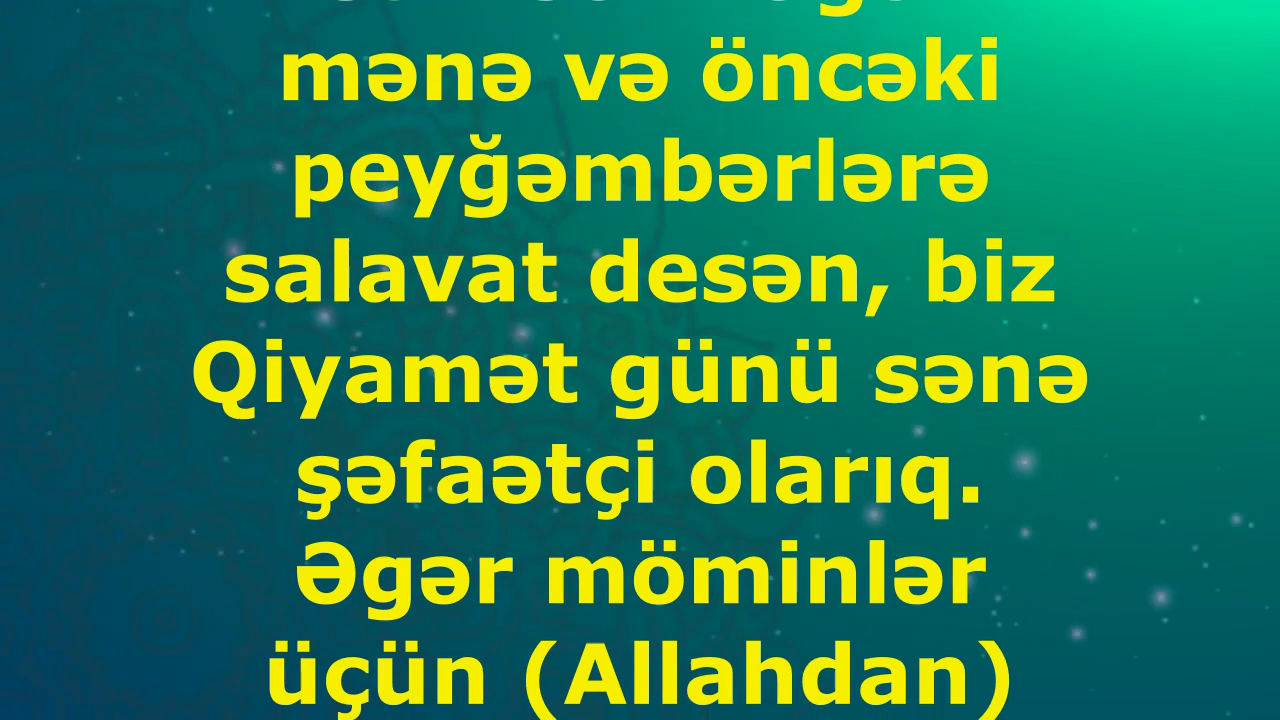 mənə və öncəki
peyğəmbərlərə
salavat desən, biz
Qiyamət günü sənə
şəfaətçi olarıq.
Əgər möminlər
üçün (Allahdan)